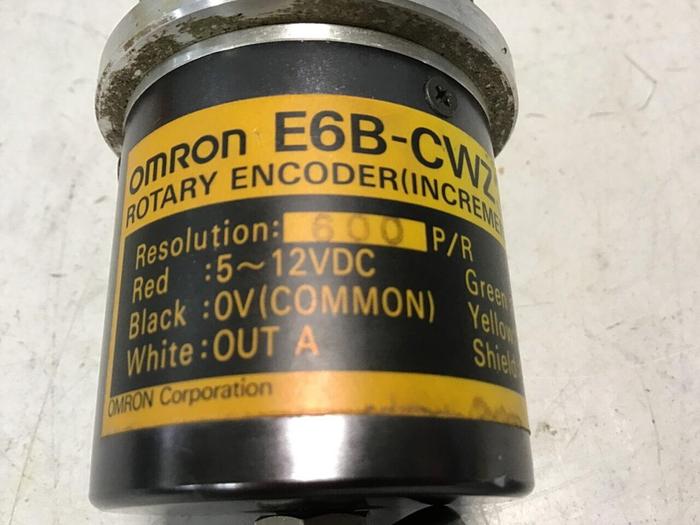 OMRON E6B-CWZ
ROTARY ENCODER(INCREME
Resolution: 600 P/R
Red :5~12VDC Green
Black :0V(COMMON) Yellow
White:OUT A Shield
OMRON Corporation